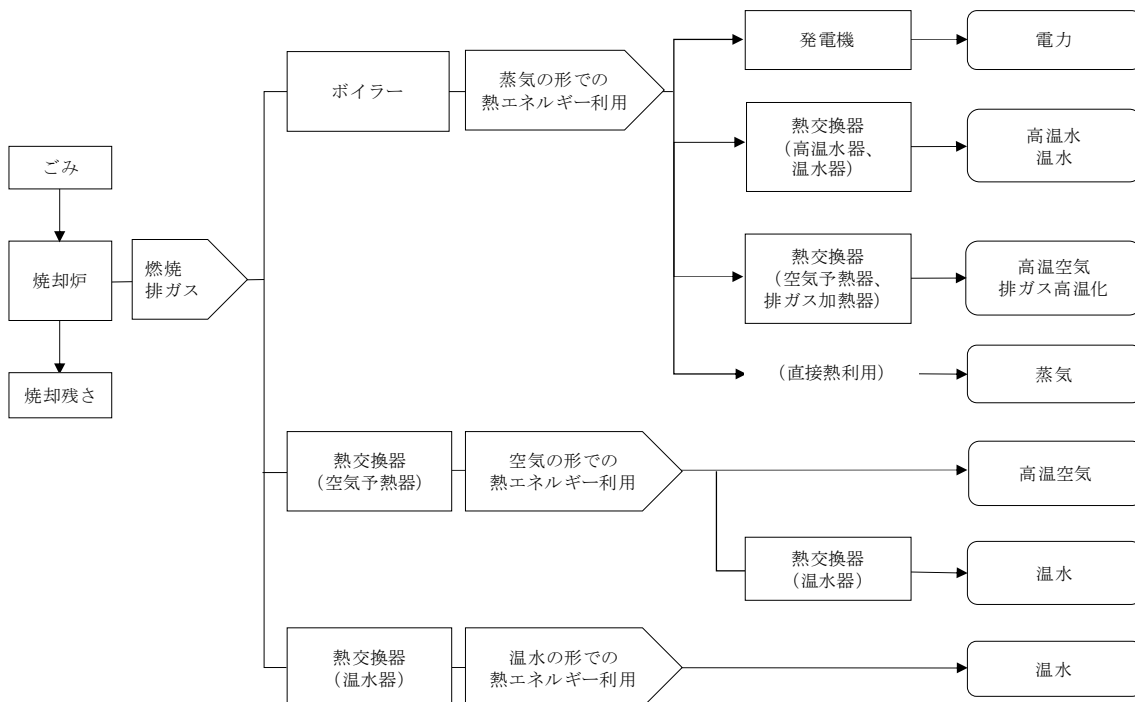 ごみ
焼却炉
焼却残さ
燃焼
排ガス
ボイラー
蒸気の形での
熱エネルギー利用
発電機
電力
熱交換器
（高温水器、
温水器）
高温水
温水
熱交換器
（空気予熱器、
排ガス加熱器）
高温空気
排ガス高温化
（直接熱利用）
蒸気
熱交換器
（空気予熱器）
空気の形での
熱エネルギー利用
高温空気
熱交換器
（温水器）
温水
熱交換器
（温水器）
温水の形での
熱エネルギー利用
温水